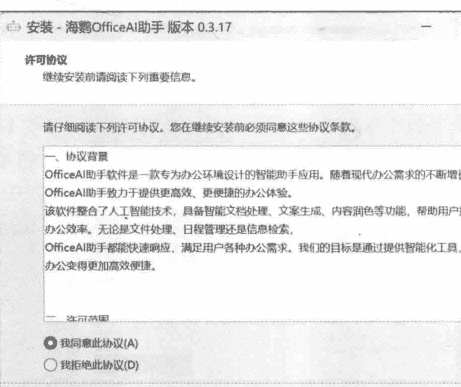 安装 - 海鹦OfficeAI助手 版本 0.3.17
许可协议
继续安装前请阅读下列重要信息。
请仔细阅读下列许可协议。您在继续安装前必须同意这些协议条款。
一、协议背景
OfficeAI助手软件是一款专为办公环境设计的智能助手应用。随着现代办公需求的不断增
OfficeAI助手致力于提供更高效、更便捷的办公体验。
该软件整合了人工智能技术，具备智能文档处理、文案生成、内容润色等功能，帮助用户
办公效率。无论是文件处理、日程管理还是信息检索，
OfficeAI助手都能快速响应，满足用户各种办公需求。我们的目标是通过提供智能化工具，
办公变得更加高效便捷。
二、许可范围
我同意此协议(A)
我拒绝此协议(D)